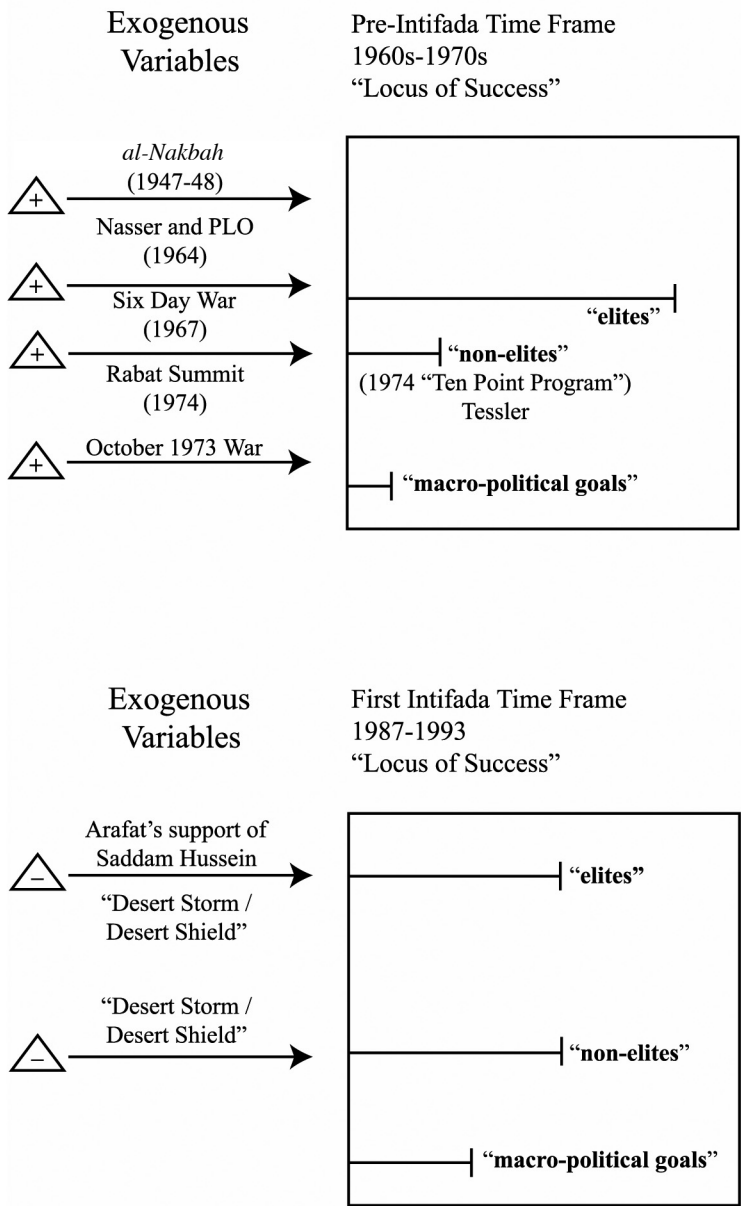 Exogenous
Variables
Pre-Intifada Time Frame
1960s-1970s
“Locus of Success”
al-Nakbah
(1947-48)
+
Nasser and PLO
(1964)
+
Six Day War
(1967)
+
Rabat Summit
(1974)
October 1973 War
+
“elites”
“non-elites”
(1974 “Ten Point Program”)
Tessler
“macro-political goals”
Exogenous
Variables
First Intifada Time Frame
1987-1993
“Locus of Success”
Arafat’s support of
Saddam Hussein
–
“Desert Storm /
Desert Shield”
“Desert Storm /
Desert Shield”
–
“elites”
“non-elites”
“macro-political goals”